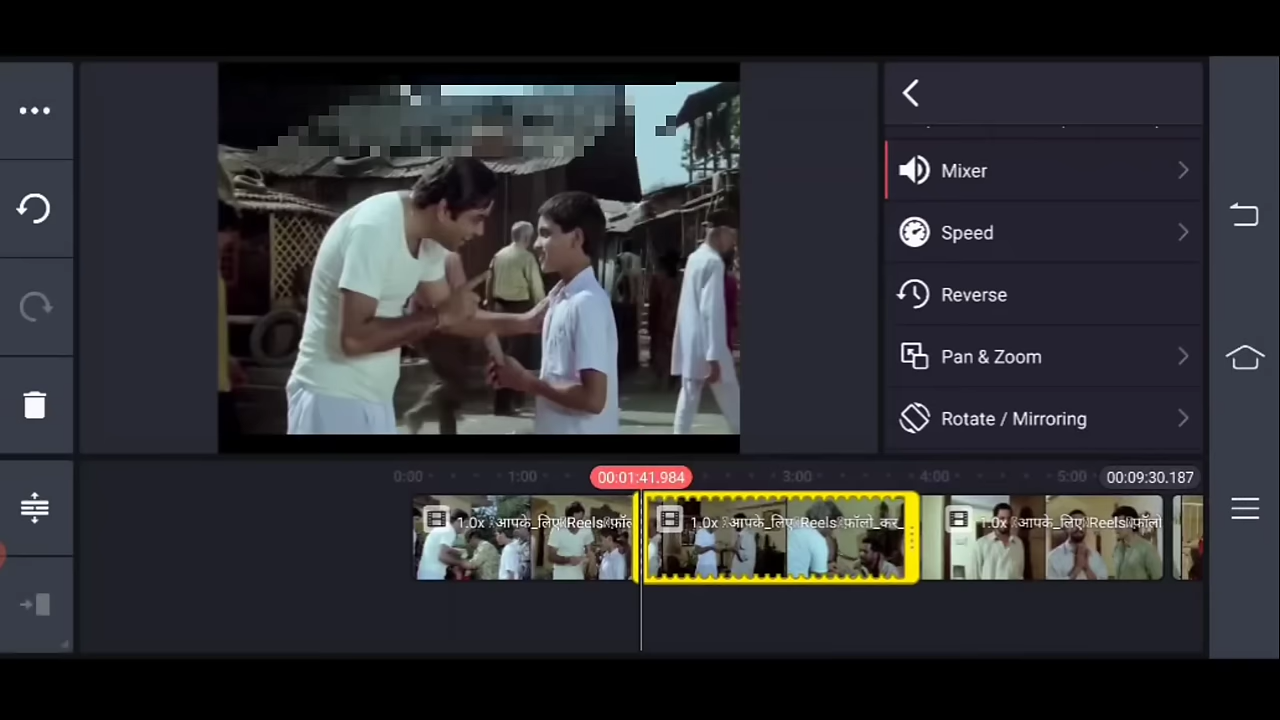 Mixer
Speed
Reverse
Pan & Zoom
Rotate / Mirroring
0:00
1:00
00:01:41.984
3:00
4:00
5:00
00:09:30.187
1.0x आपके_लिए Reels फ़ॉल
1.0x आपके_लिए Reels फ़ॉलो_कर_
1.0x आपके_लिए Reels फ़ॉलो